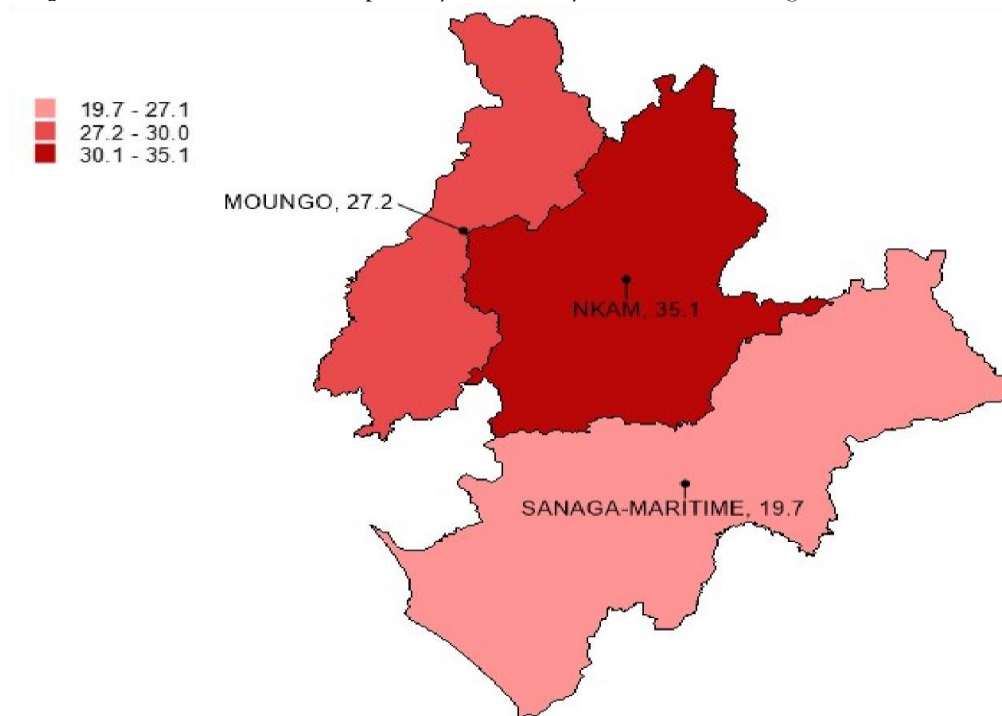 19.7 - 27.1
27.2 - 30.0
30.1 - 35.1
MOUNGO, 27.2
NKAM, 35.1
SANAGA-MARITIME, 19.7